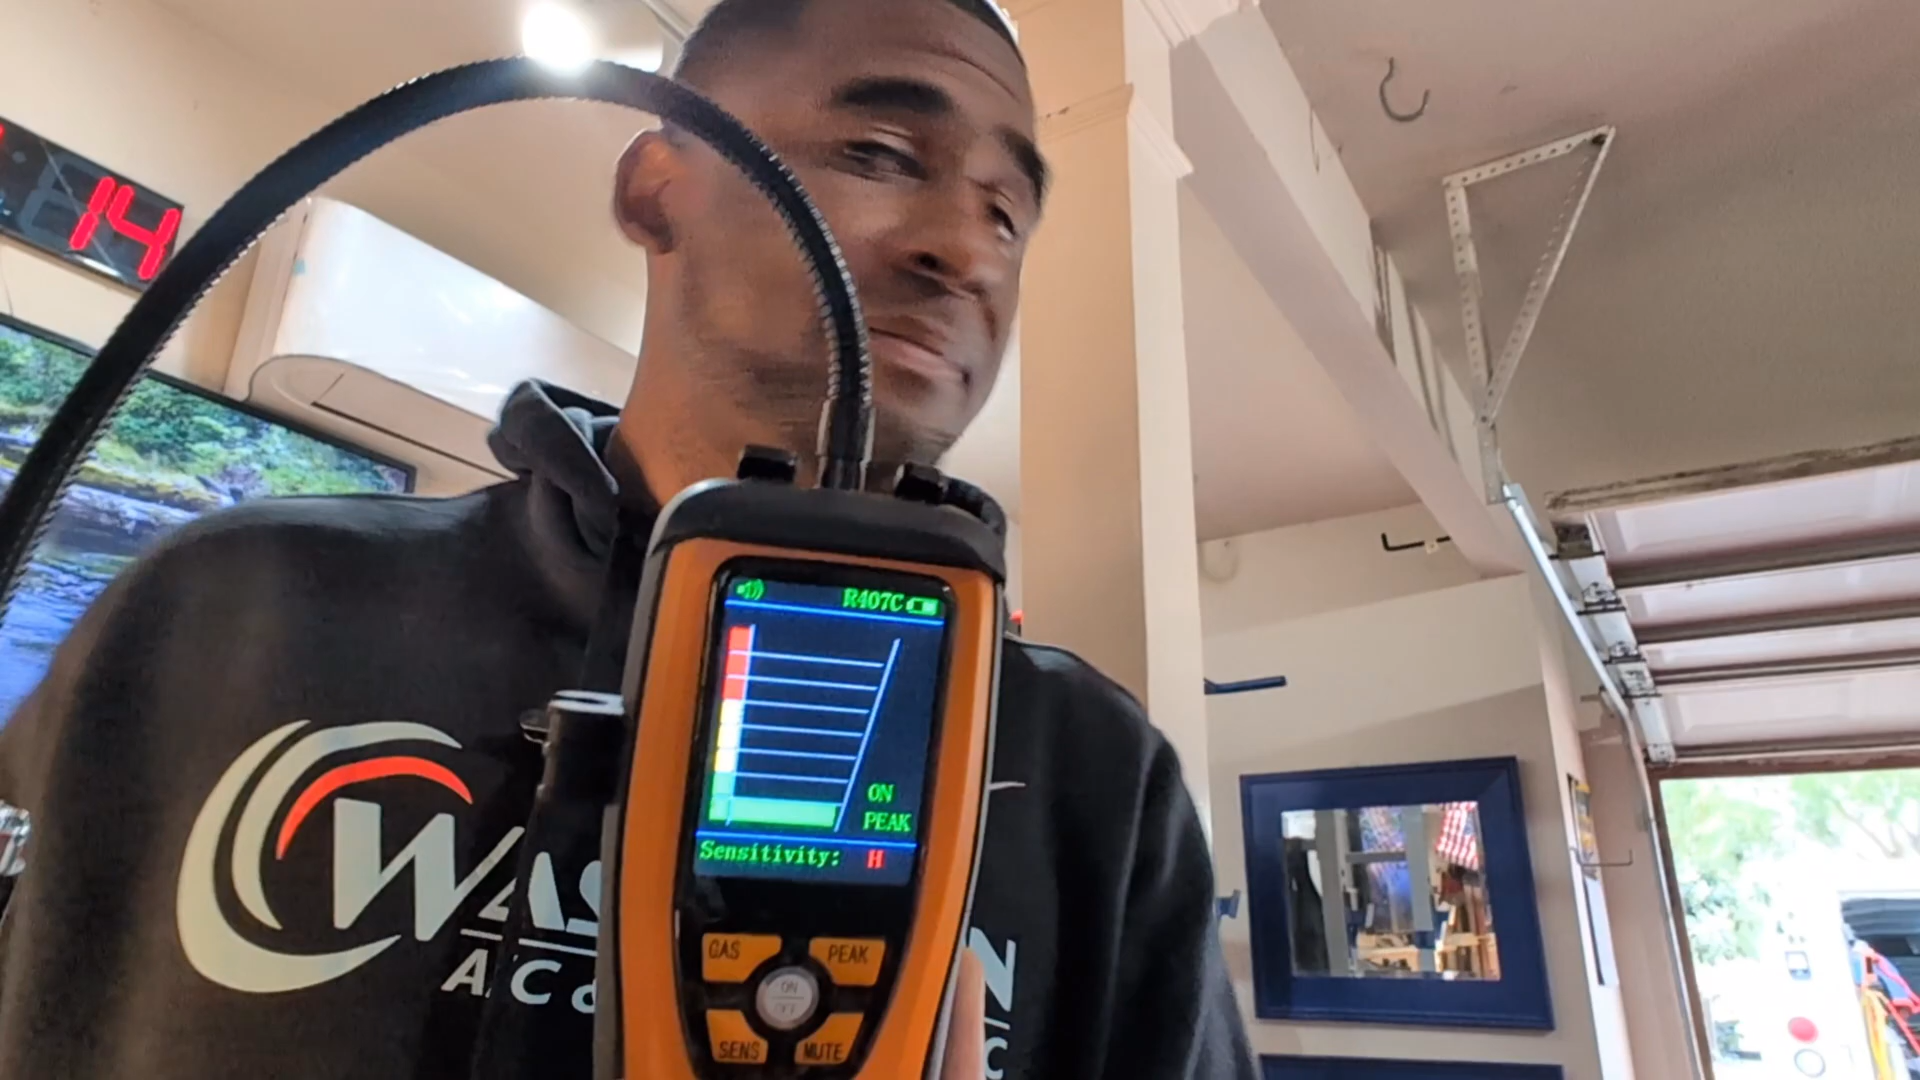 14
R407C
ON
PEAK
Sensitivity: H
GAS
PEAK
ON
OFF
SENS
MUTE
A/C